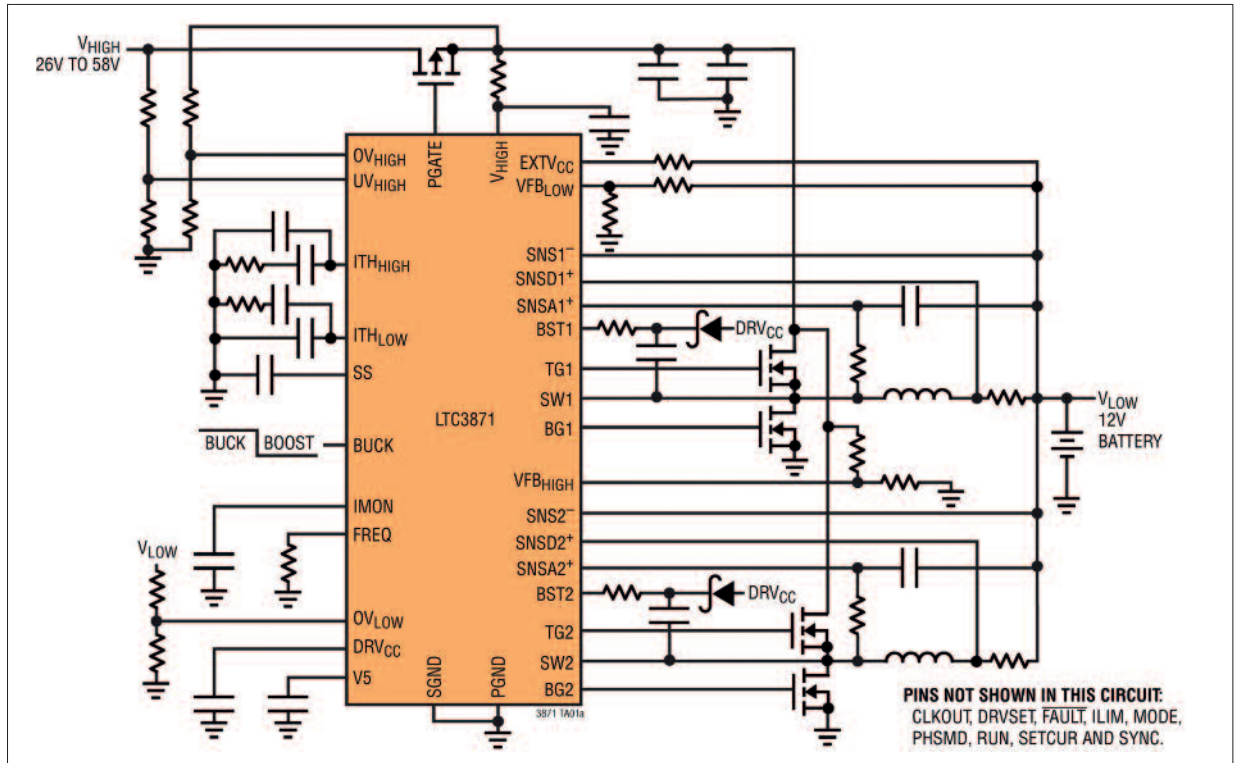 VHIGH
26V TO 58V
OVHIGH
UVHIGH
PGATE
VHIGH
EXTVCC
VFBLOW
ITHHIGH
ITHLOW
SS
SNS1−
SNSD1+
SNSA1+
BST1
DRVCC
TG1
SW1
BG1
LTC3871
VLOW
12V
BATTERY
BUCK BOOST
BUCK
VFBHIGH
IMON
FREQ
SNS2−
SNSD2+
SNSA2+
BST2
DRVCC
VLOW
OVLOW
DRVCC
V5
SGND
PGND
TG2
SW2
BG2
3871 TA01a
PINS NOT SHOWN IN THIS CIRCUIT:
CLKOUT, DRVSET, FAULT, ILIM, MODE,
PHSMD, RUN, SETCUR AND SYNC.